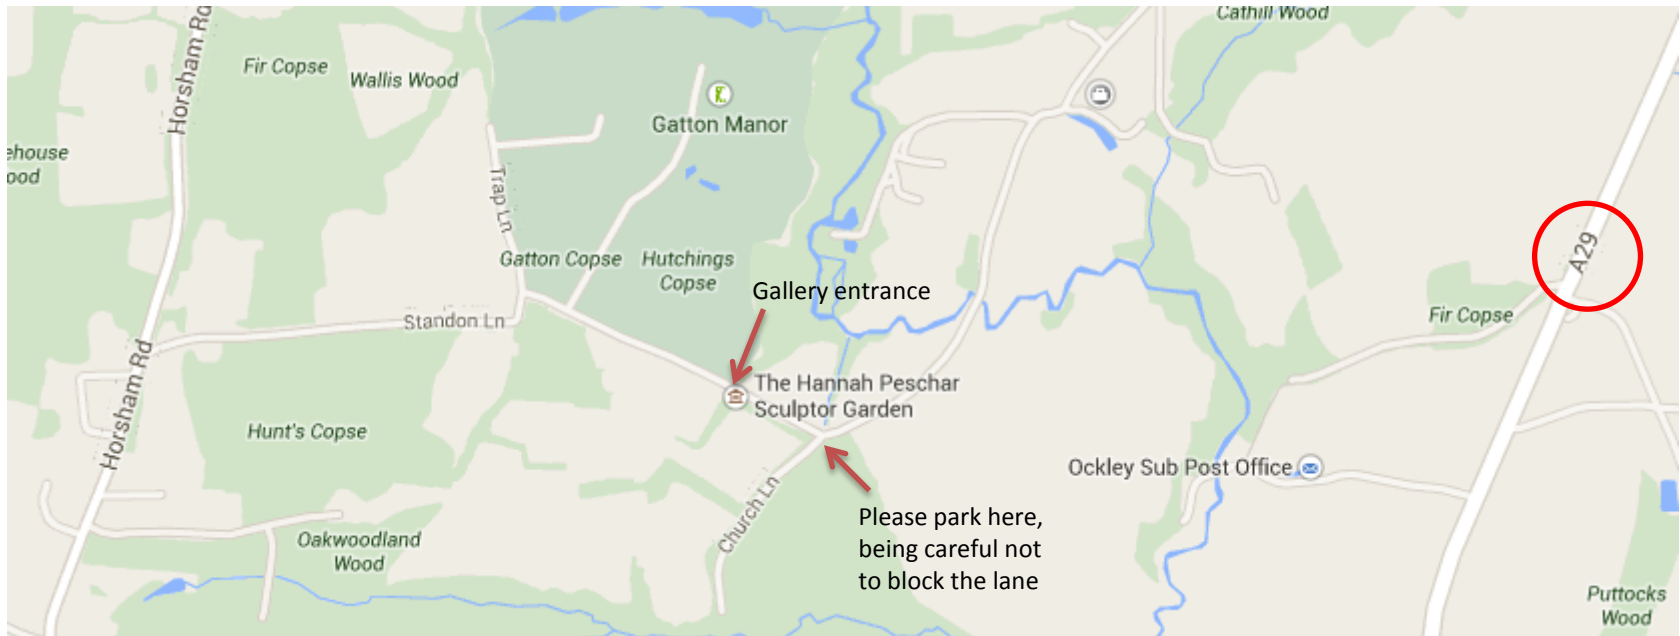 Cathill Wood
Horsham Rd
Fir Copse
Wallis Wood
Gatton Manor
ehouse
ood
Trap Ln
A29
Gatton Copse
Hutchings
Copse
Gallery entrance
Standon Ln
Fir Copse
The Hannah Peschar
Sculptor Garden
Horsham Rd
Hunt's Copse
Ockley Sub Post Office
Church Ln
Please park here,
being careful not
to block the lane
Oakwoodland
Wood
Puttocks
Wood